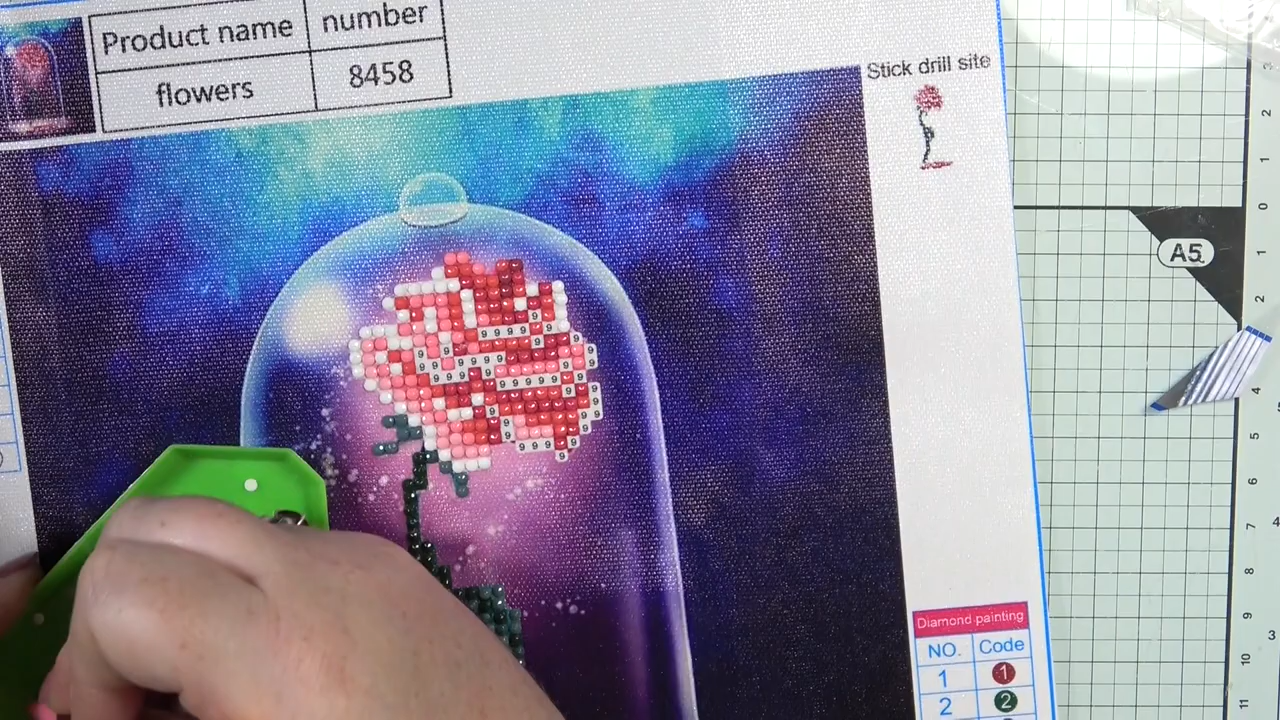 Product name number
flowers 8458
Stick drill site
A5
Diamond painting
NO. Code
1 1
2 2